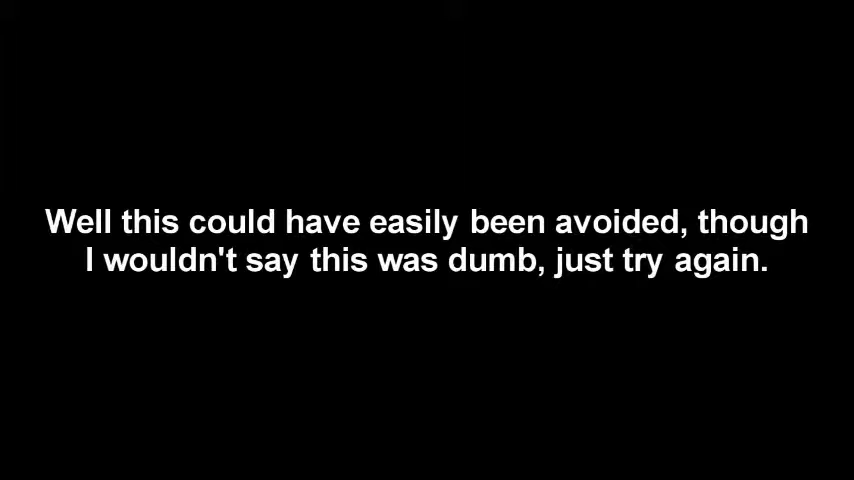 Well this could have easily been avoided, though
I wouldn't say this was dumb, just try again.